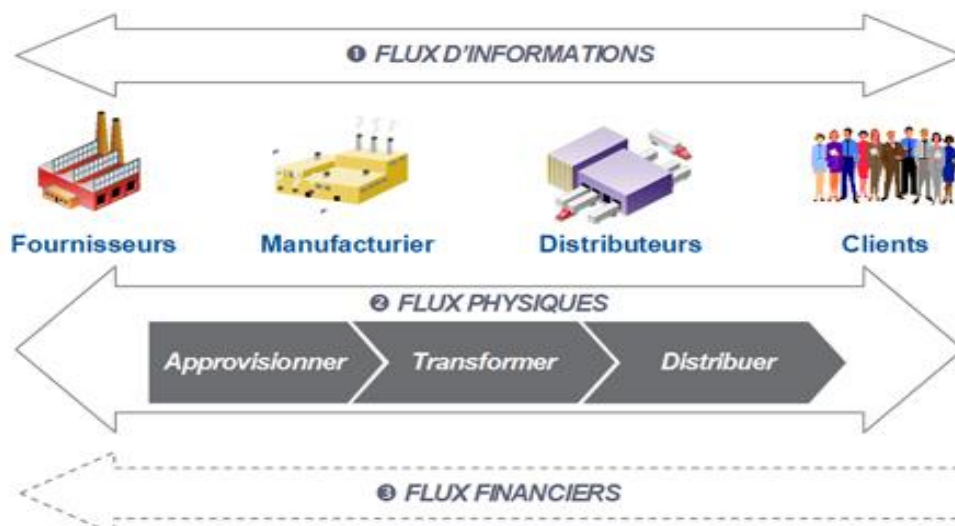 ❶ FLUX D'INFORMATIONS
Fournisseurs Manufacturier Distributeurs Clients
❷ FLUX PHYSIQUES
Approvisionner Transformer Distribuer
❸ FLUX FINANCIERS